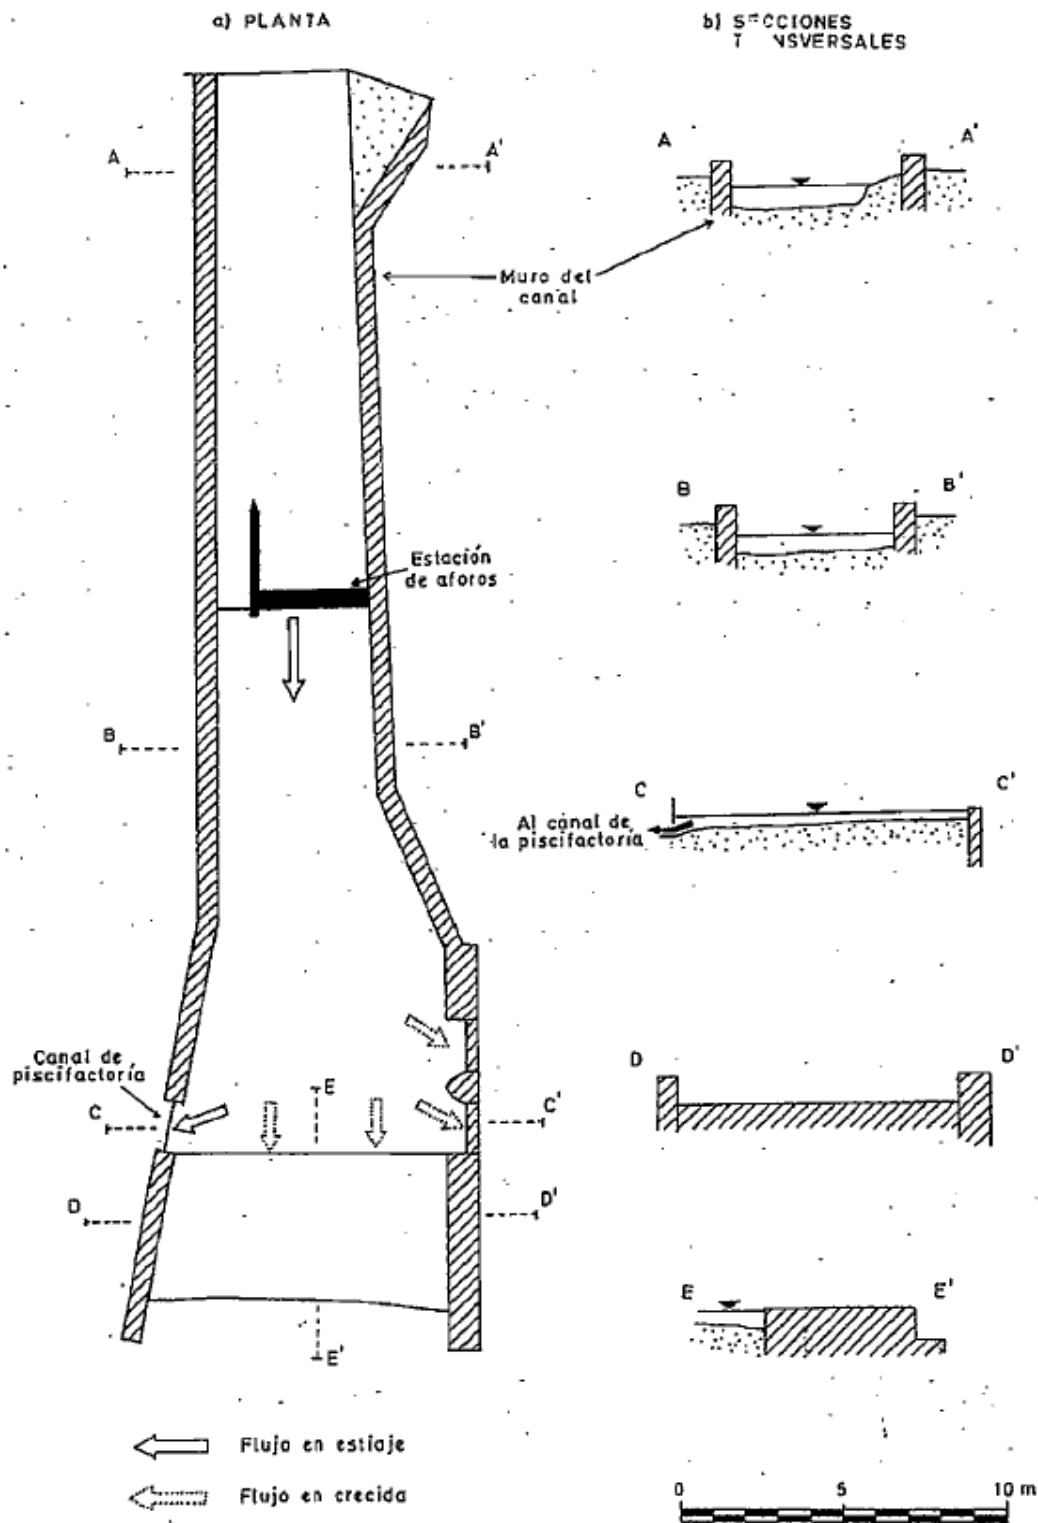 a) PLANTA
b) SECCIONES
VERSALES
A
A'
A
A'
Muro del
canal
B
B'
Estación
de aforos
B
B'
C
C'
Al canal de
la piscifactoría
D
D'
Canal de
piscifactoría
E
C
C'
D
D'
E
E'
E'
Flujo en estiaje
Flujo en crecida
0
5
10 m